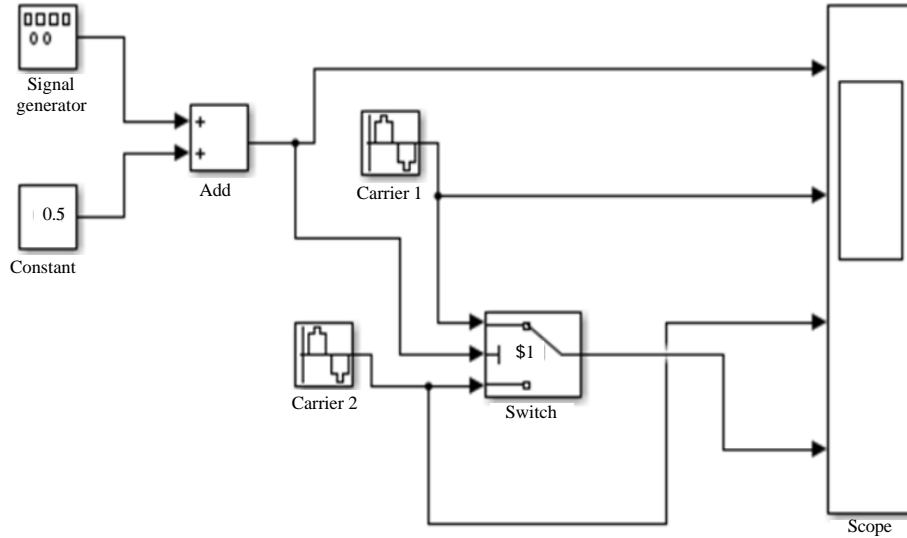 Signal
generator
+
+
Add
0.5
Constant
Carrier 1
Carrier 2
$1
Switch
Scope